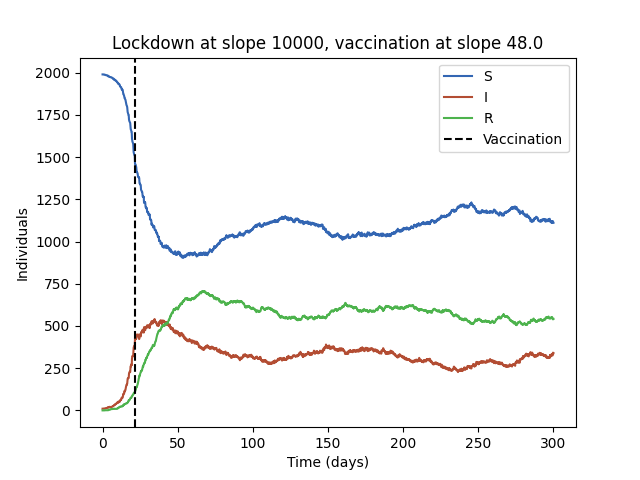 Lockdown at slope 10000, vaccination at slope 48.0
S
I
R
Vaccination
2000
1750
1500
1250
1000
750
500
250
0
Individuals
0 50 100 150 200 250 300
Time (days)